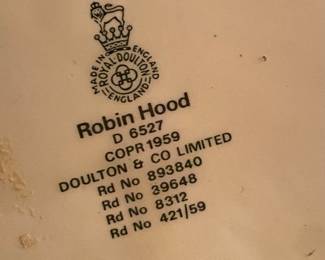 MADE IN ENGLAND
ROYAL DOULTON
ENGLAND
Robin Hood
D 6527
COPR 1959
DOULTON & CO LIMITED
Rd No 893840
Rd No 39648
Rd No 8312
Rd No 421/59